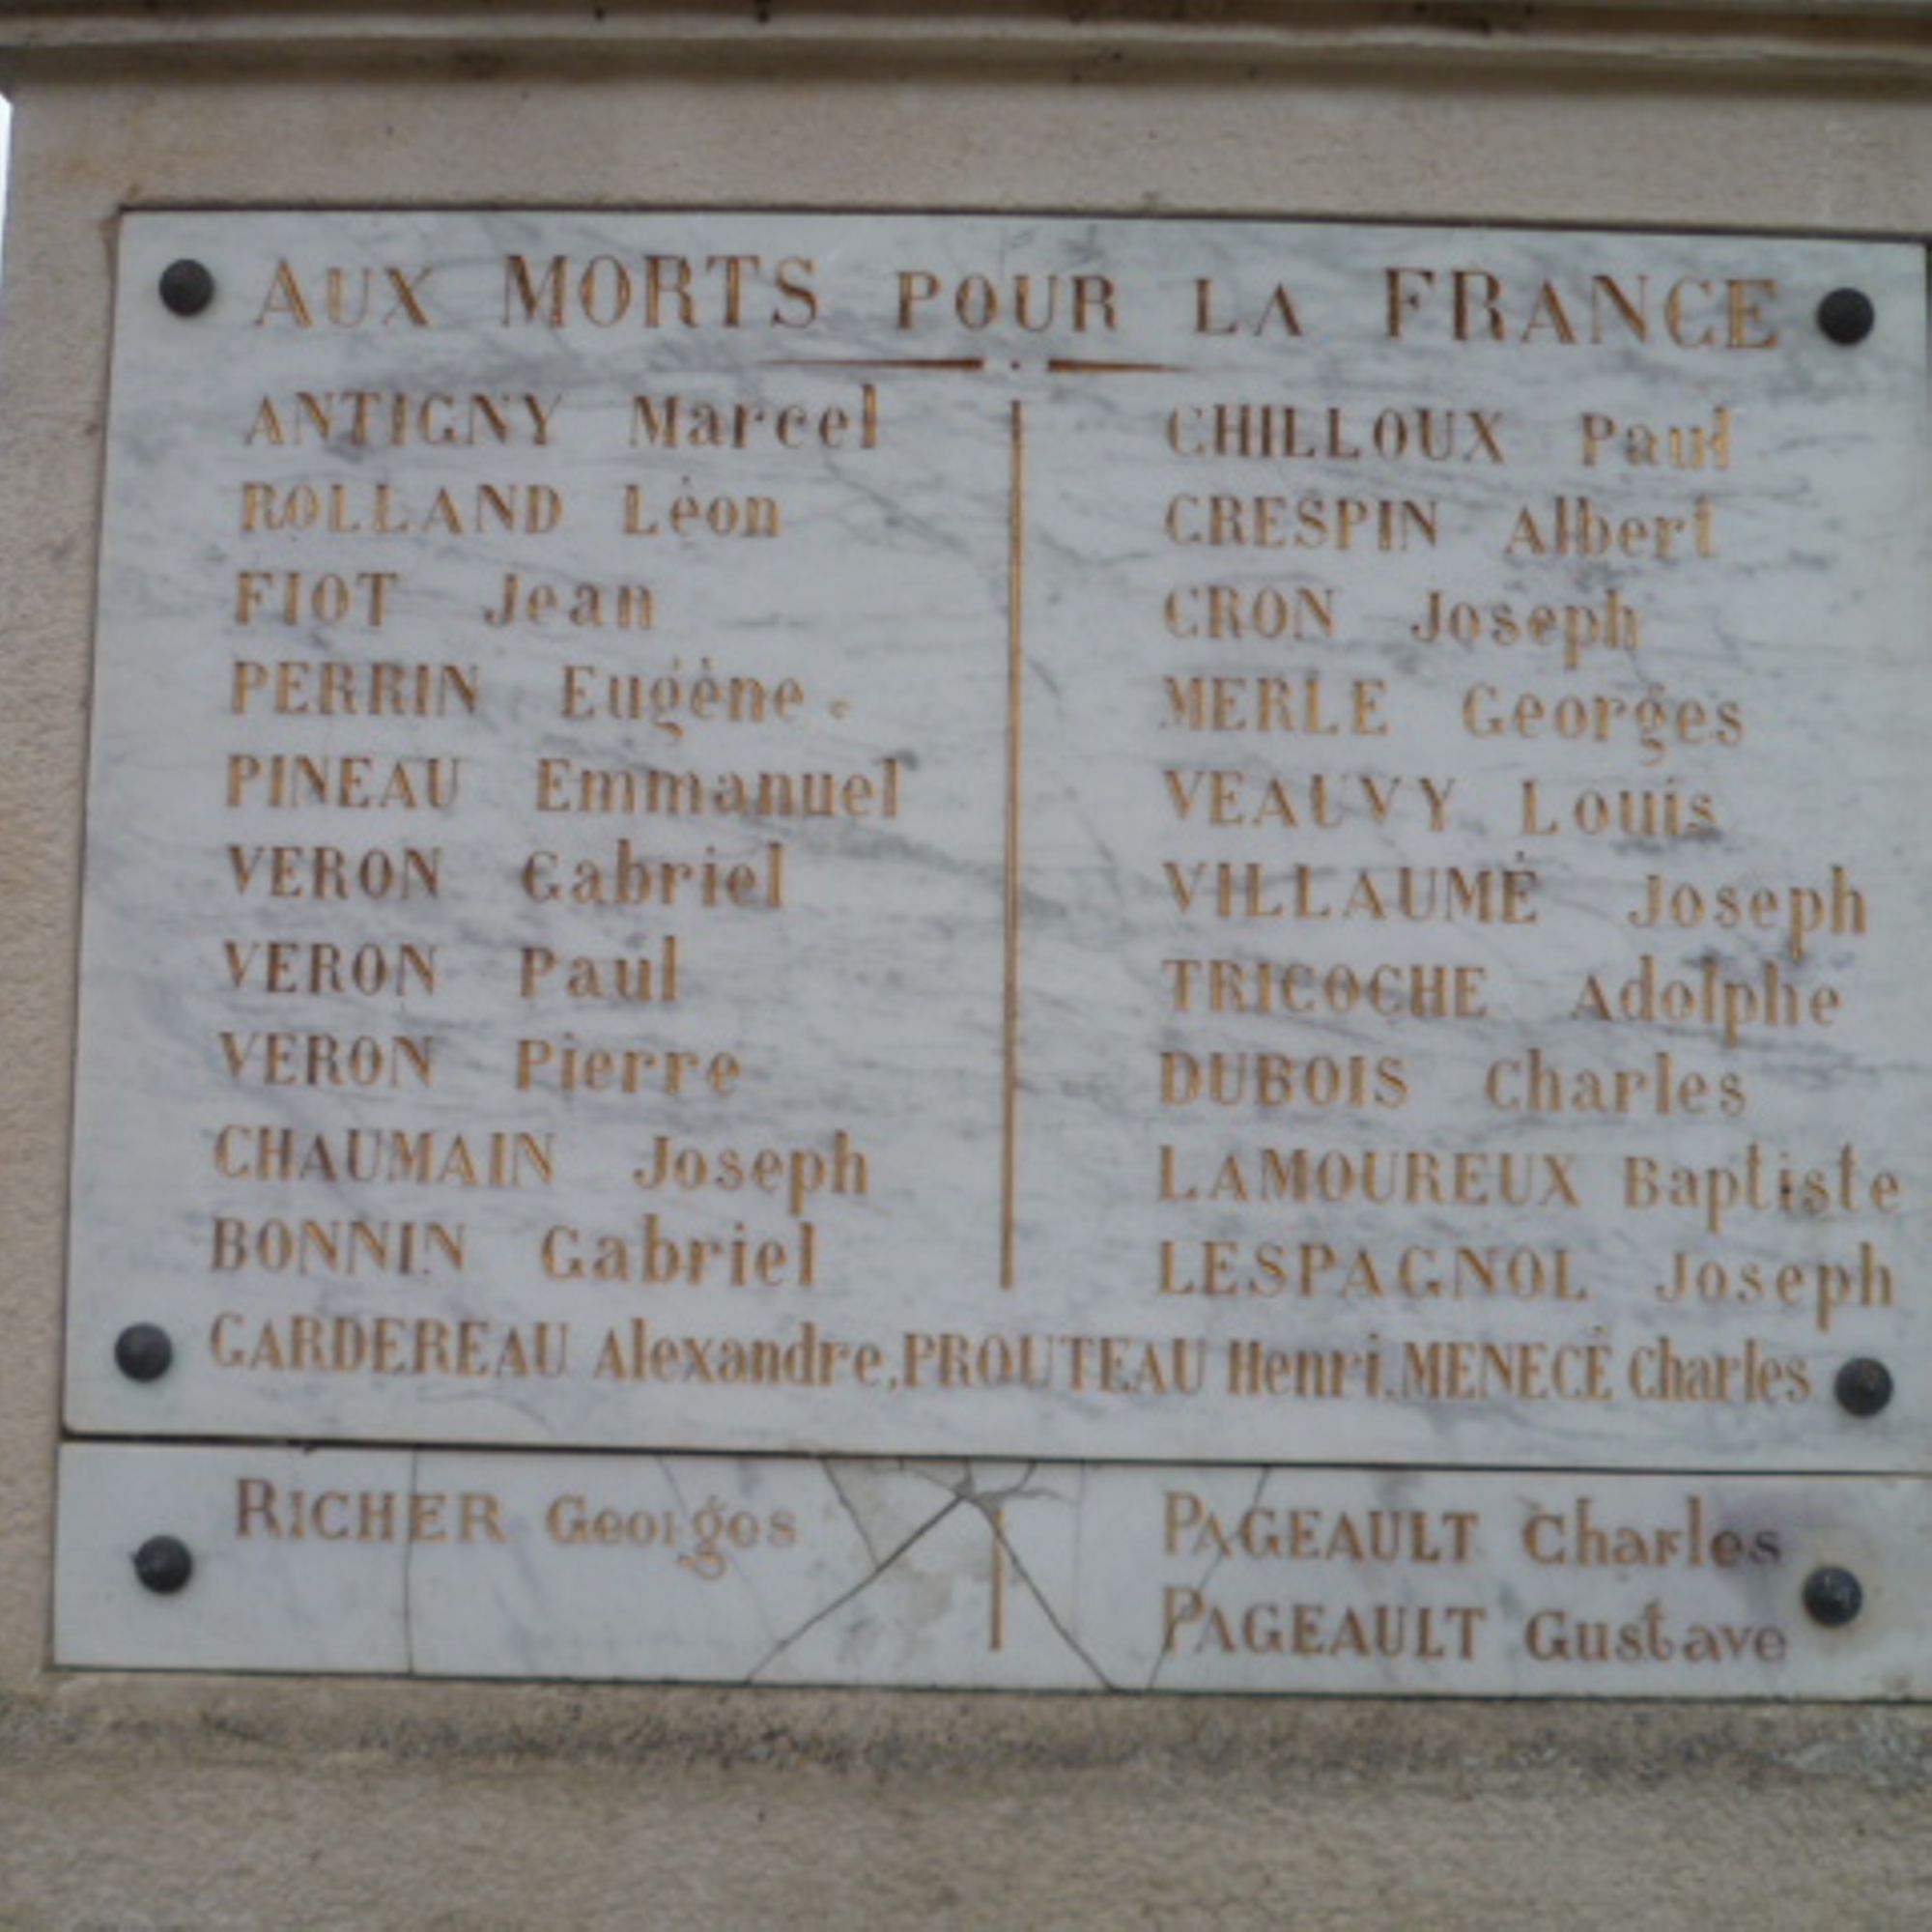 AUX MORTS POUR LA FRANCE
ANTIGNY Marcel
ROLLAND Léon
FIOT Jean
PERRIN Eugène
PINEAU Emmanuel
VERON Gabriel
VERON Paul
VERON Pierre
CHAUMAIN Joseph
BONNIN Gabriel
CHILLOUX Paul
CRESPIN Albert
CRON Joseph
MERLE Georges
VEAUVY Louis
VILLAUMÉ Joseph
TRICOCHE Adolphe
DUBOIS Charles
LAMOUREUX Baptiste
LESPAGNOL Joseph
GARDEREAU Alexandre, PROUTEAU Henri. MENECÉ Charles
RICHER Georges
PAGEAULT Charles
PAGEAULT Gustave